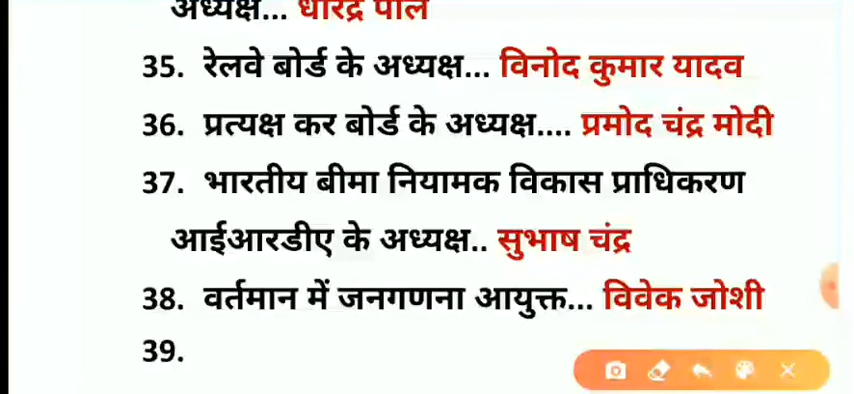 अध्यक्ष... धीरेंद्र पाल
35. रेलवे बोर्ड के अध्यक्ष... विनोद कुमार यादव
36. प्रत्यक्ष कर बोर्ड के अध्यक्ष.... प्रमोद चंद्र मोदी
37. भारतीय बीमा नियामक विकास प्राधिकरण
आईआरडीए के अध्यक्ष.. सुभाष चंद्र
38. वर्तमान में जनगणना आयुक्त... विवेक जोशी
39.